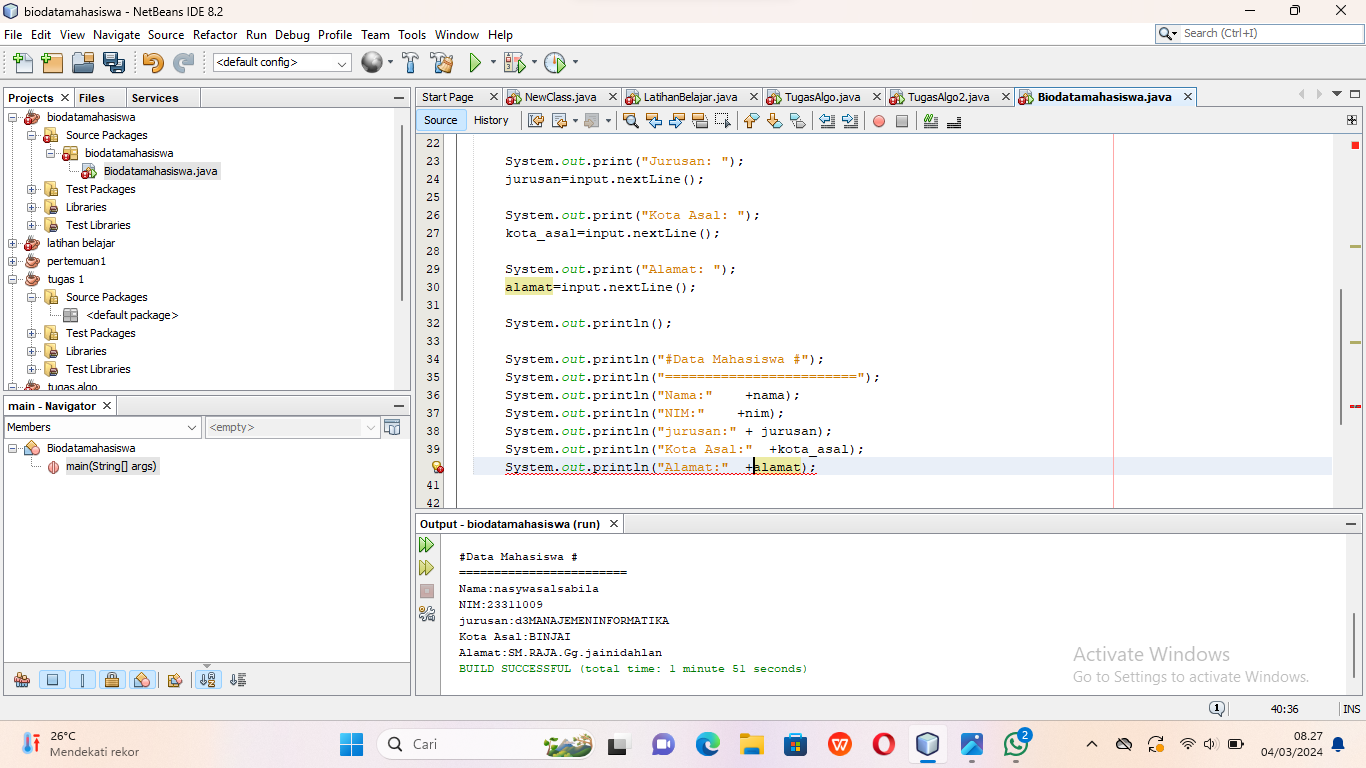 biodatamahasiswa - NetBeans IDE 8.2
File Edit View Navigate Source Refactor Run Debug Profile Team Tools Window Help
Search (Ctrl+I)
<default config>
Projects Files Services
biodatamahasiswa
Source Packages
biodatamahasiswa
Biodatamahasiswa.java
Test Packages
Libraries
Test Libraries
latihan belajar
pertemuan1
tugas 1
Source Packages
<default package>
Test Packages
Libraries
Test Libraries
tugas algo
main - Navigator
Members <empty>
Biodatamahasiswa
main(String[] args)
Start Page NewClass.java LatihanBelajar.java TugasAlgo.java TugasAlgo2.java Biodatamahasiswa.java
Source History
22
23 System.out.print("Jurusan: ");
24 jurusan=input.nextLine();
25
26 System.out.print("Kota Asal: ");
27 kota_asal=input.nextLine();
28
29 System.out.print("Alamat: ");
30 alamat=input.nextLine();
31
32 System.out.println();
33
34 System.out.println("#Data Mahasiswa #");
35 System.out.println("========================");
36 System.out.println("Nama:" +nama);
37 System.out.println("NIM:" +nim);
38 System.out.println("jurusan:" + jurusan);
39 System.out.println("Kota Asal:" +kota_asal);
System.out.println("Alamat:" +alamat);
41
42
Output - biodatamahasiswa (run)
#Data Mahasiswa #
========================
Nama:nasywasalsabila
NIM:23311009
jurusan:d3MANAJEMENINFORMATIKA
Kota Asal:BINJAI
Alamat:SM.RAJA.Gg.jainidahlan
BUILD SUCCESSFUL (total time: 1 minute 51 seconds)
Activate Windows
Go to Settings to activate Windows.
1 40:36 INS
26°C
Mendekati rekor
Cari
2
08.27
04/03/2024